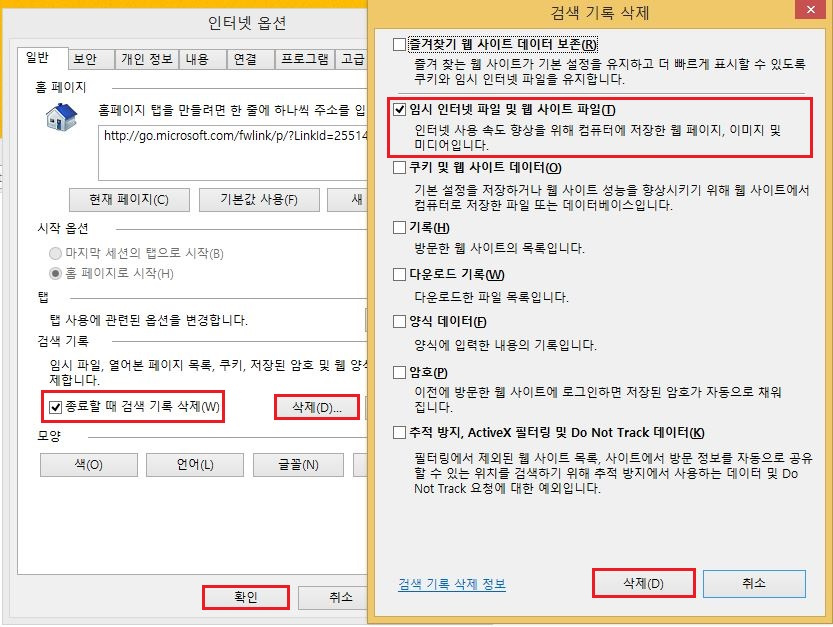 인터넷 옵션
일반
보안
개인 정보
내용
연결
프로그램
고급
홈 페이지
홈페이지 탭을 만들려면 한 줄에 하나씩 주소를 입
http://go.microsoft.com/fwlink/p/?LinkId=25514
현재 페이지(C)
기본값 사용(F)
새
시작 옵션
마지막 세션의 탭으로 시작(B)
홈 페이지로 시작(H)
탭
탭 사용에 관련된 옵션을 변경합니다.
검색 기록
임시 파일, 열어본 페이지 목록, 쿠키, 저장된 암호 및 웹 양식
제합니다.
종료할 때 검색 기록 삭제(W)
삭제(D)...
모양
색(O)
언어(L)
글꼴(N)
확인
취소
검색 기록 삭제
즐겨찾기 웹 사이트 데이터 보존(R)
즐겨 찾는 웹 사이트가 기본 설정을 유지하고 더 빠르게 표시할 수 있도록
쿠키와 임시 인터넷 파일을 유지합니다.
임시 인터넷 파일 및 웹 사이트 파일(T)
인터넷 사용 속도 향상을 위해 컴퓨터에 저장한 웹 페이지, 이미지 및
미디어입니다.
쿠키 및 웹 사이트 데이터(O)
기본 설정을 저장하거나 웹 사이트 성능을 향상시키기 위해 웹 사이트에서
컴퓨터로 저장한 파일 또는 데이터베이스입니다.
기록(H)
방문한 웹 사이트의 목록입니다.
다운로드 기록(W)
다운로드한 파일 목록입니다.
양식 데이터(F)
양식에 입력한 내용의 기록입니다.
암호(P)
이전에 방문한 웹 사이트에 로그인하면 저장된 암호가 자동으로 채워
집니다.
추적 방지, ActiveX 필터링 및 Do Not Track 데이터(K)
필터링에서 제외된 웹 사이트 목록, 사이트에서 방문 정보를 자동으로 공유
할 수 있는 위치를 검색하기 위해 추적 방지에서 사용하는 데이터 및 Do
Not Track 요청에 대한 예외입니다.
검색 기록 삭제 정보
삭제(D)
취소